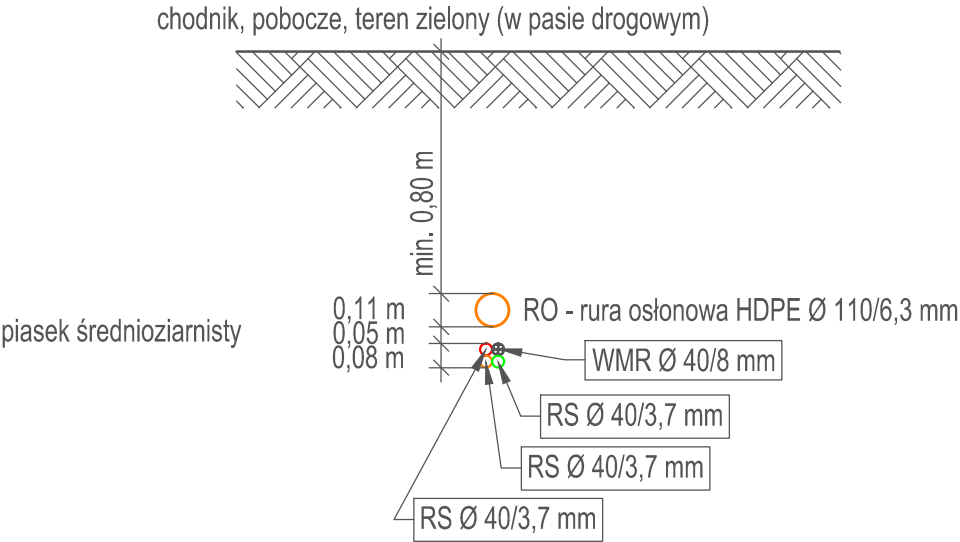 chodnik, pobocze, teren zielony (w pasie drogowym)
min. 0,80 m
0,11 m
RO - rura osłonowa HDPE Ø 110/6,3 mm
piasek średnioziarnisty
0,05 m
0,08 m
WMR Ø 40/8 mm
RS Ø 40/3,7 mm
RS Ø 40/3,7 mm
RS Ø 40/3,7 mm